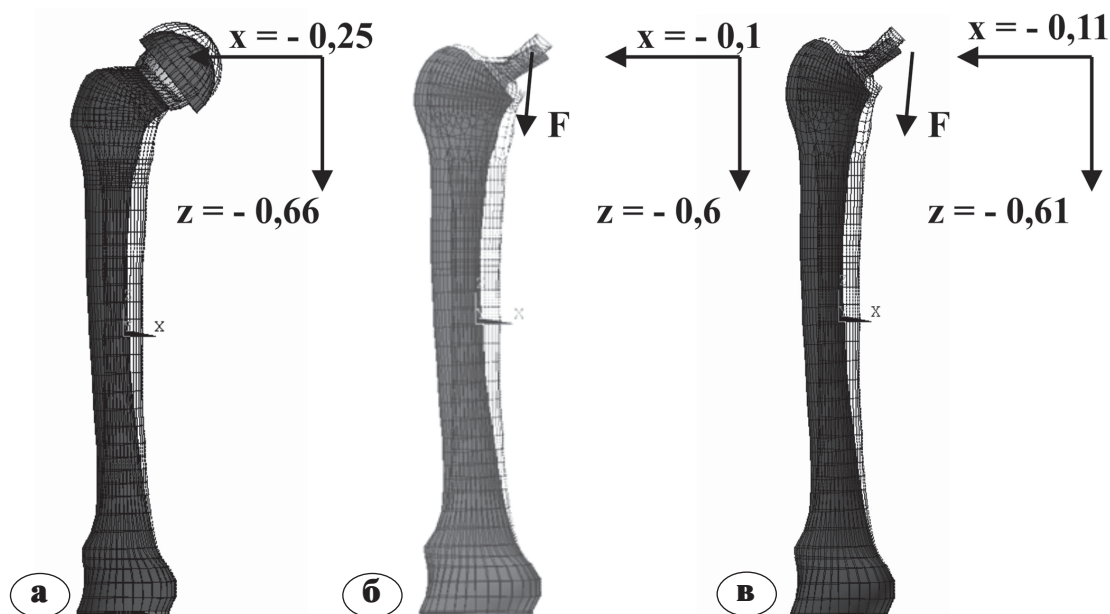 x = - 0,25
z = - 0,66
X
а
x = - 0,1
F
z = - 0,6
X
б
x = - 0,11
F
z = - 0,61
X
в